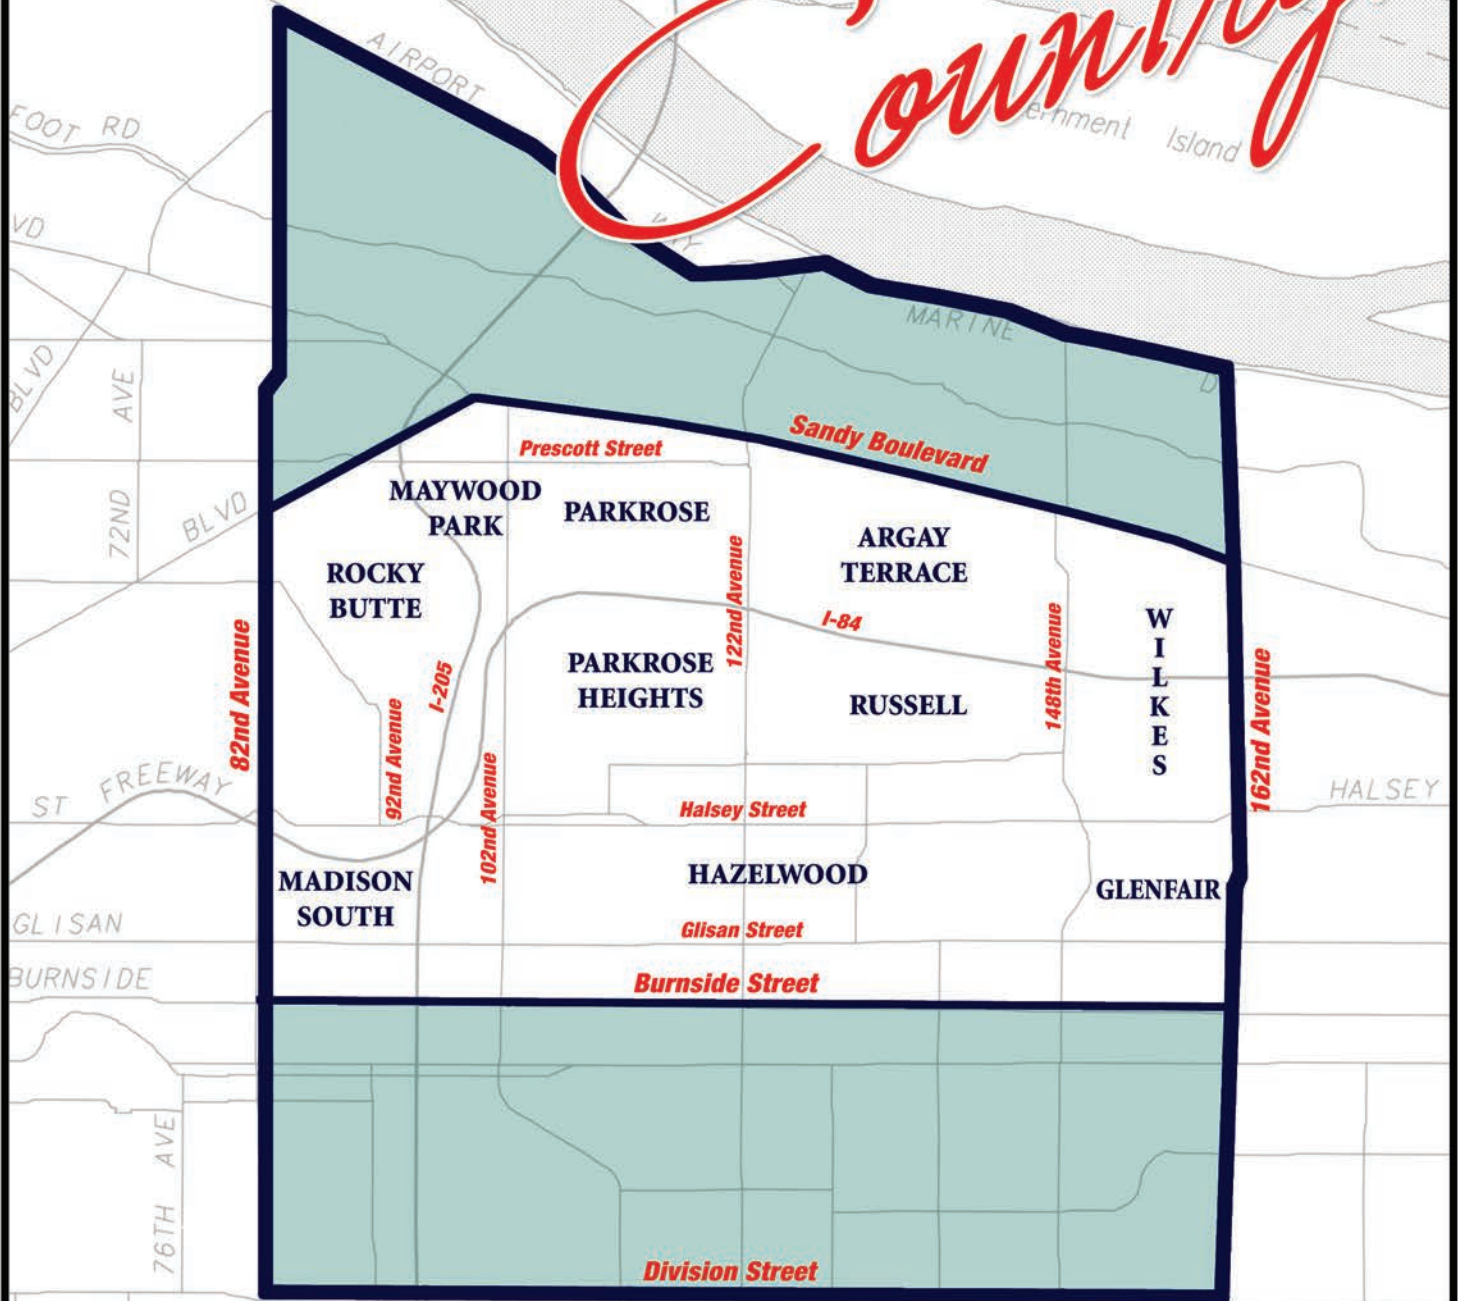 Country
AIRPORT
WAY
ernment Island
FOOT RD
VD
MARINE
D
BLVD
AVE
72ND
BLVD
Sandy Boulevard
Prescott Street
MAYWOOD
PARK
PARKROSE
ARGAY
TERRACE
ROCKY
BUTTE
122nd Avenue
I-84
148th Avenue
W
I
L
K
E
S
PARKROSE
HEIGHTS
RUSSELL
I-205
82nd Avenue
92nd Avenue
102nd Avenue
162nd Avenue
ST FREEWAY
HALSEY
Halsey Street
MADISON
SOUTH
HAZELWOOD
GLENFAIR
GLISAN
Glisan Street
BURNSIDE
Burnside Street
76TH AVE
Division Street